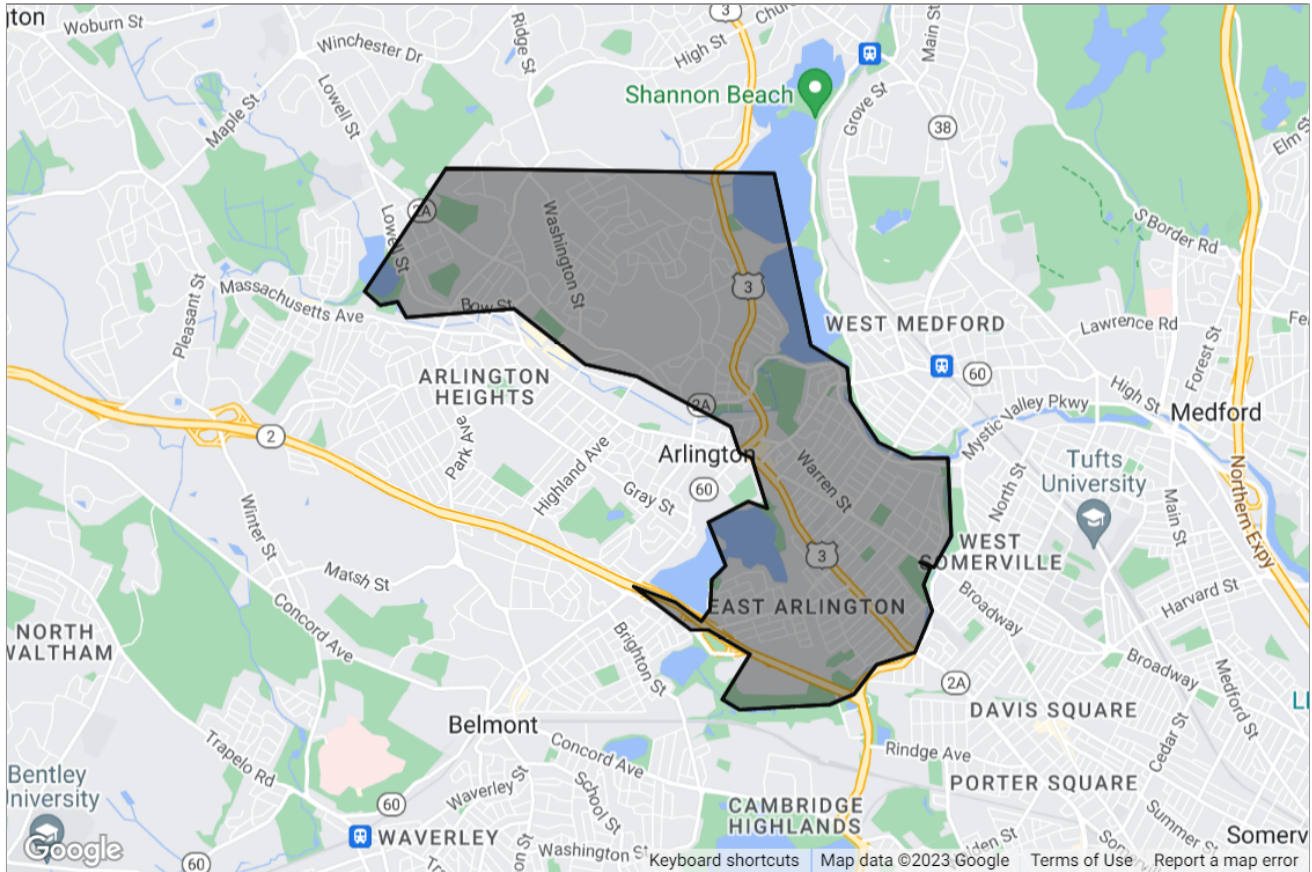 gton
Woburn St
Winchester Dr
Ridge St
High St
3
Main St
Shannon Beach
Grove St
38
Elm St
Maple St
Lowell St
2A
Lowell St
Washington St
S Border Rd
Pleasant St
Massachusetts Ave
Bow St
3
WEST MEDFORD
Lawrence Rd
Forest St
ARLINGTON
HEIGHTS
60
High St
Mystic Valley Pkwy
Medford
2
2A
Park Ave
Highland Ave
Arlington
Warren St
Gray St
60
Tufts
University
North St
Main St
Northern Expy
Winter St
Marsh St
3
WEST
SOMERVILLE
Concord Ave
EAST ARLINGTON
Broadway
Harvard St
NORTH
WALTHAM
Brighton St
Broadway
Medford St
2A
DAVIS SQUARE
Belmont
Trapelo Rd
Concord Ave
Rindge Ave
Cedar St
PORTER SQUARE
Bentley
University
Waverley St
School St
60
CAMBRIDGE
HIGHLANDS
Summer St
WAVERLEY
Washington St
Somerv
60
Google
Keyboard shortcuts
Map data ©2023 Google
Terms of Use
Report a map error